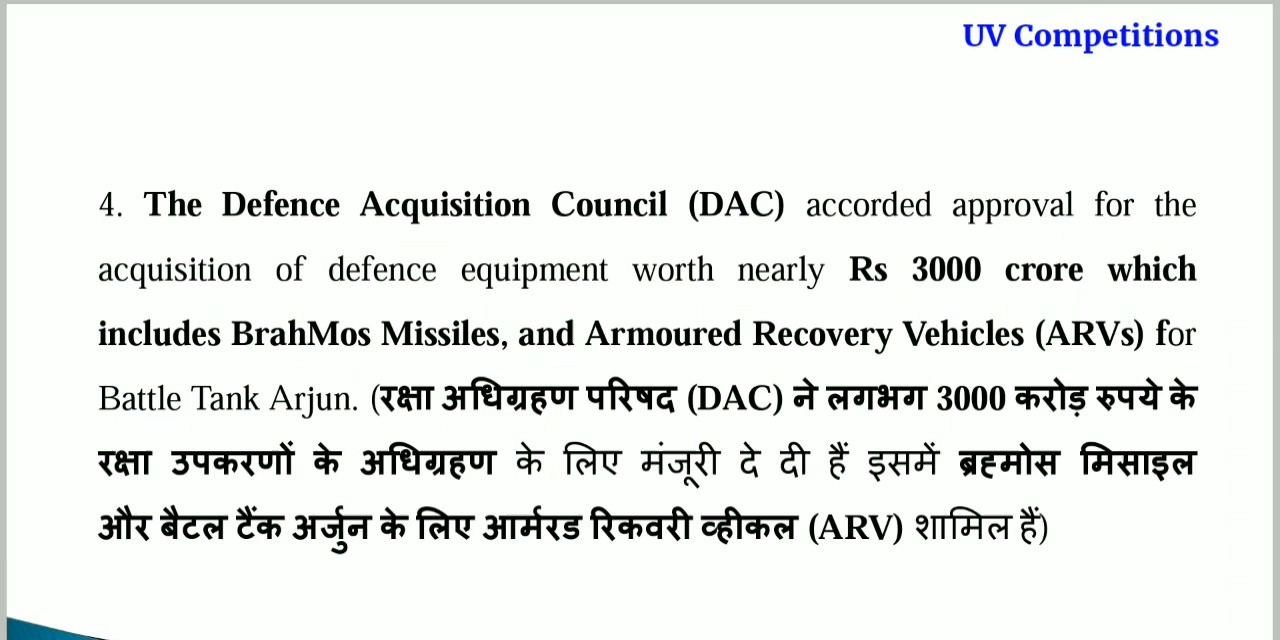 UV Competitions
4. The Defence Acquisition Council (DAC) accorded approval for the
acquisition of defence equipment worth nearly Rs 3000 crore which
includes BrahMos Missiles, and Armoured Recovery Vehicles (ARVs) for
Battle Tank Arjun. (रक्षा अधिग्रहण परिषद (DAC) ने लगभग 3000 करोड़ रुपये के
रक्षा उपकरणों के अधिग्रहण के लिए मंजूरी दे दी हैं इसमें ब्रह्मोस मिसाइल
और बैटल टैंक अर्जुन के लिए आर्मरड रिकवरी व्हीकल (ARV) शामिल हैं)